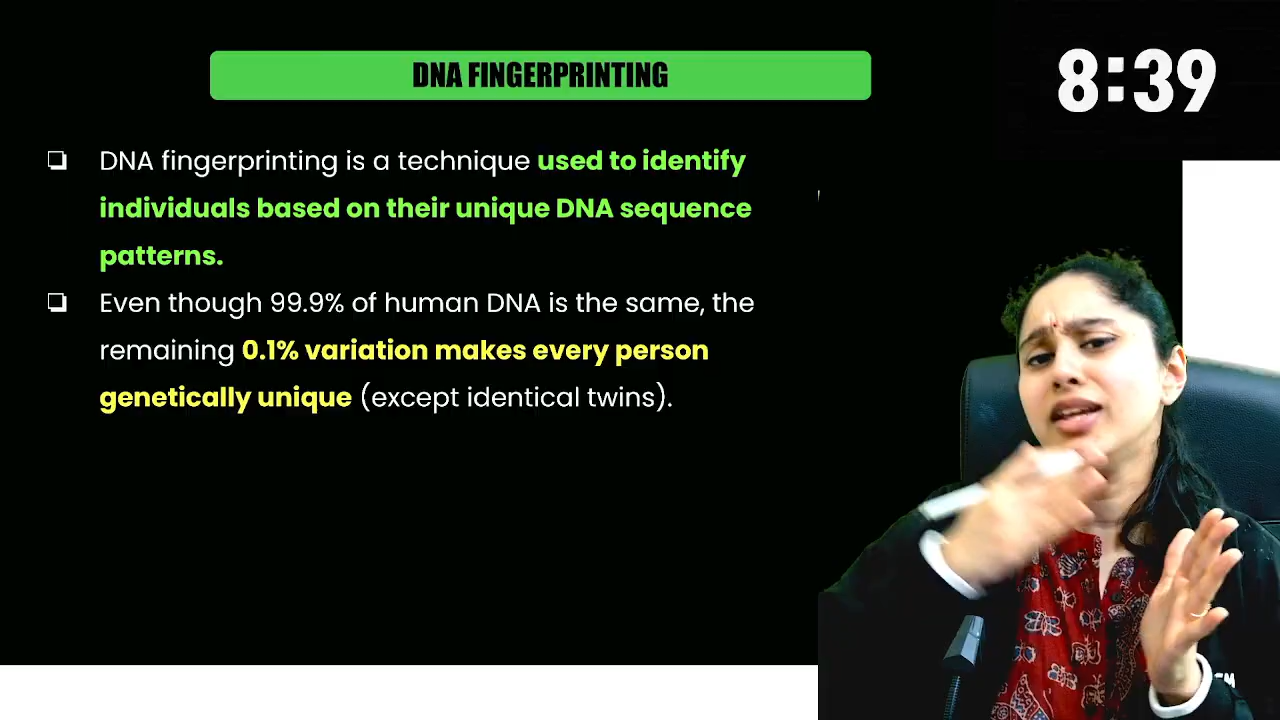 DNA FINGERPRINTING
8:39
❏ DNA fingerprinting is a technique used to identify
individuals based on their unique DNA sequence
patterns.
❏ Even though 99.9% of human DNA is the same, the
remaining 0.1% variation makes every person
genetically unique (except identical twins).